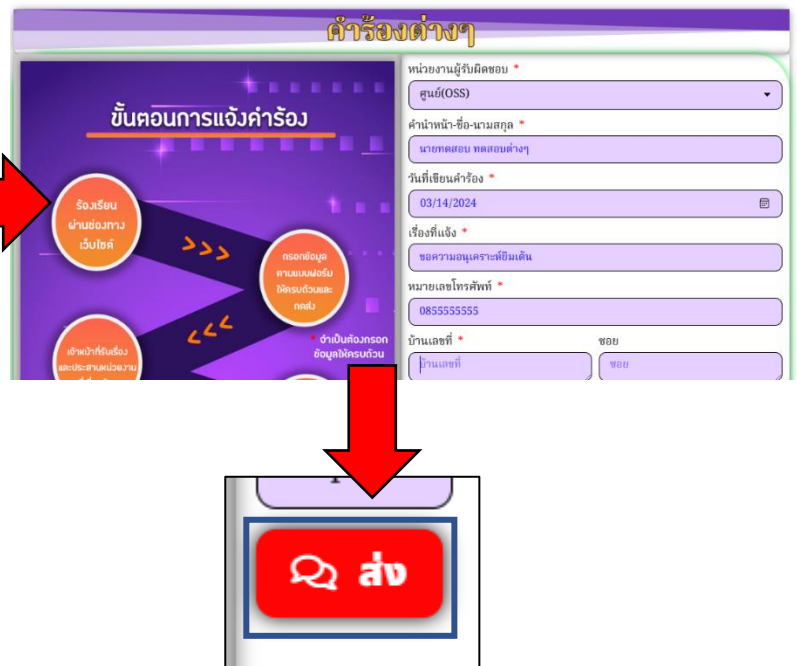 คำร้องต่างๆ
ขั้นตอนการแจ้งคำร้อง
ร้องเรียน
ผ่านช่องทาง
เว็บไซต์
>>>
กรอกข้อมูล
ตามแบบฟอร์ม
ให้ครบถ้วนและ
กดส่ง
<<<
* จำเป็นต้องกรอก
ข้อมูลให้ครบถ้วน
เจ้าหน้าที่รับเรื่อง
และประสานหน่วยงาน
หน่วยงานผู้รับผิดชอบ *
ศูนย์(OSS)
คำนำหน้า-ชื่อ-นามสกุล *
นายทดสอบ ทดสอบต่างๆ
วันที่เขียนคำร้อง *
03/14/2024
เรื่องที่แจ้ง *
ขอความอนุเคราะห์ยืมเต้น
หมายเลขโทรศัพท์ *
0855555555
บ้านเลขที่ * ซอย
บ้านเลขที่ ซอย
ส่ง